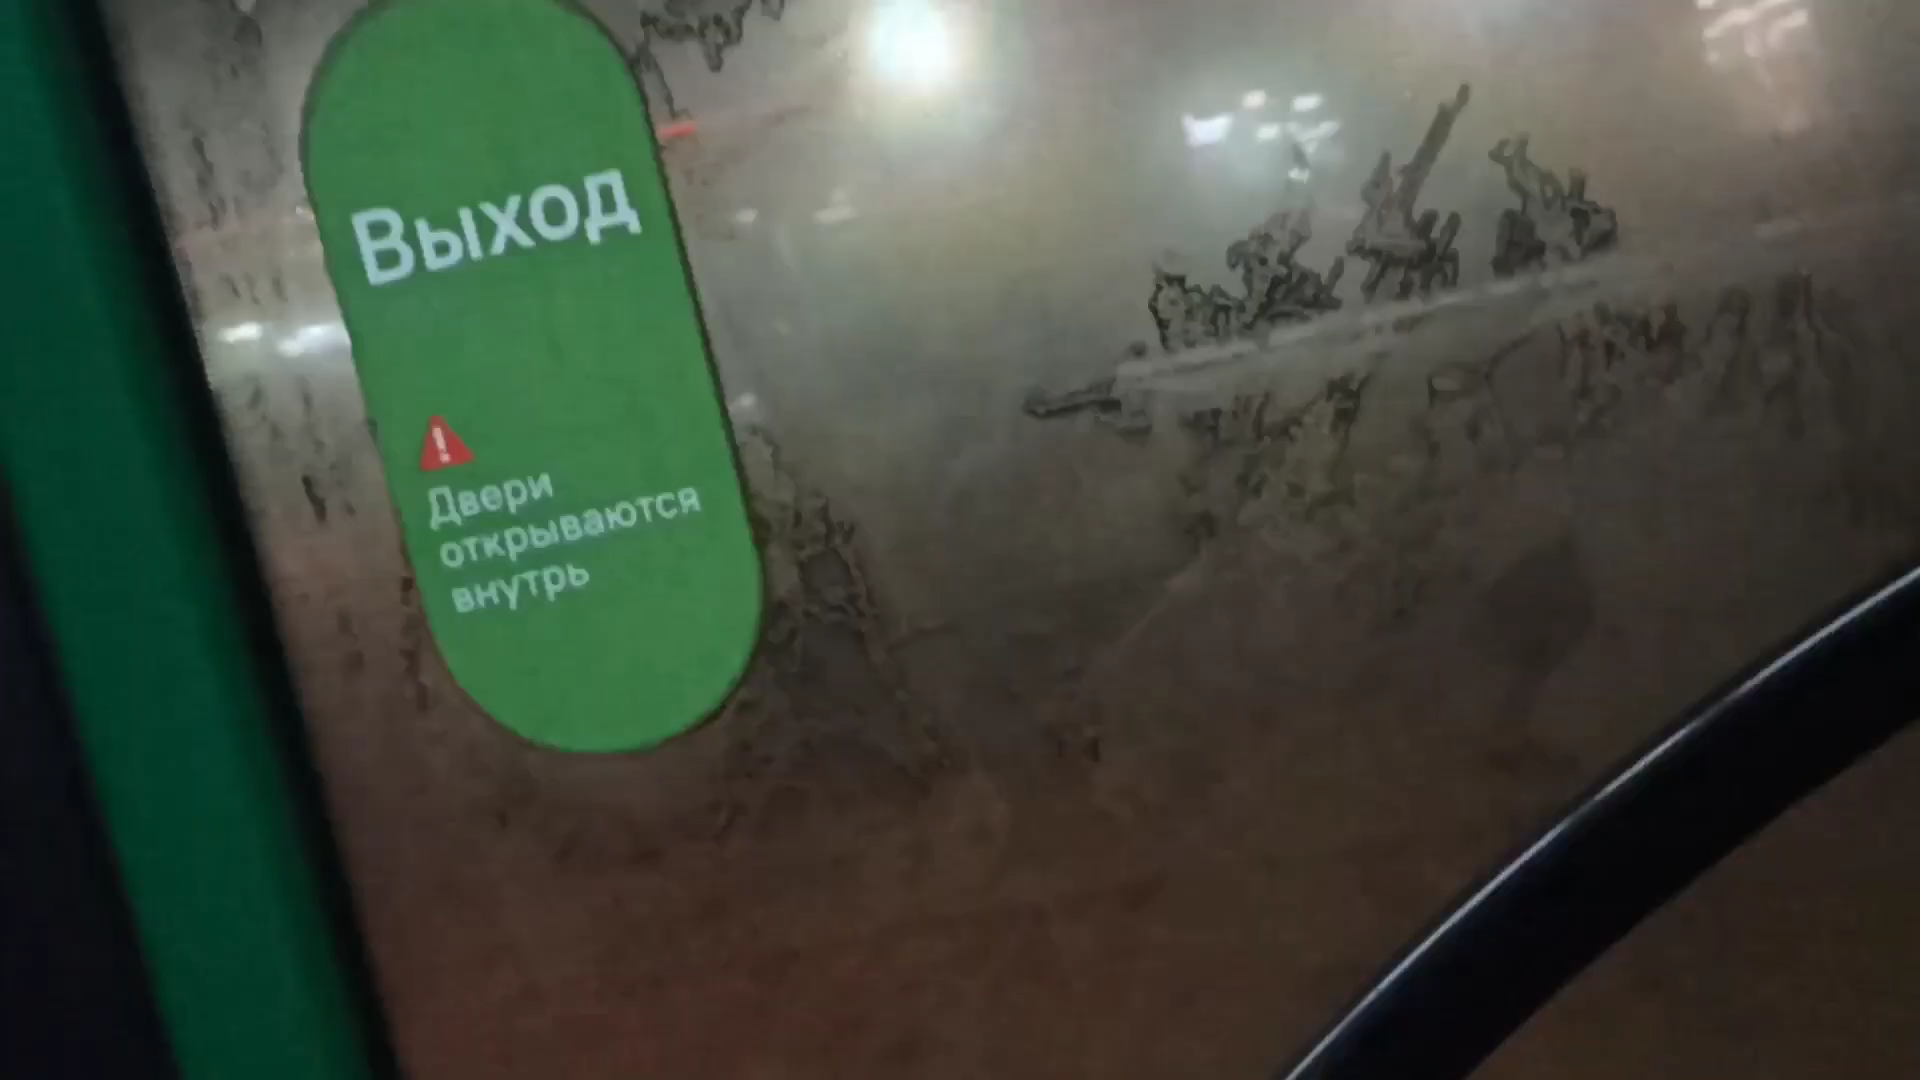 Выход
!
Двери
открываются
внутрь